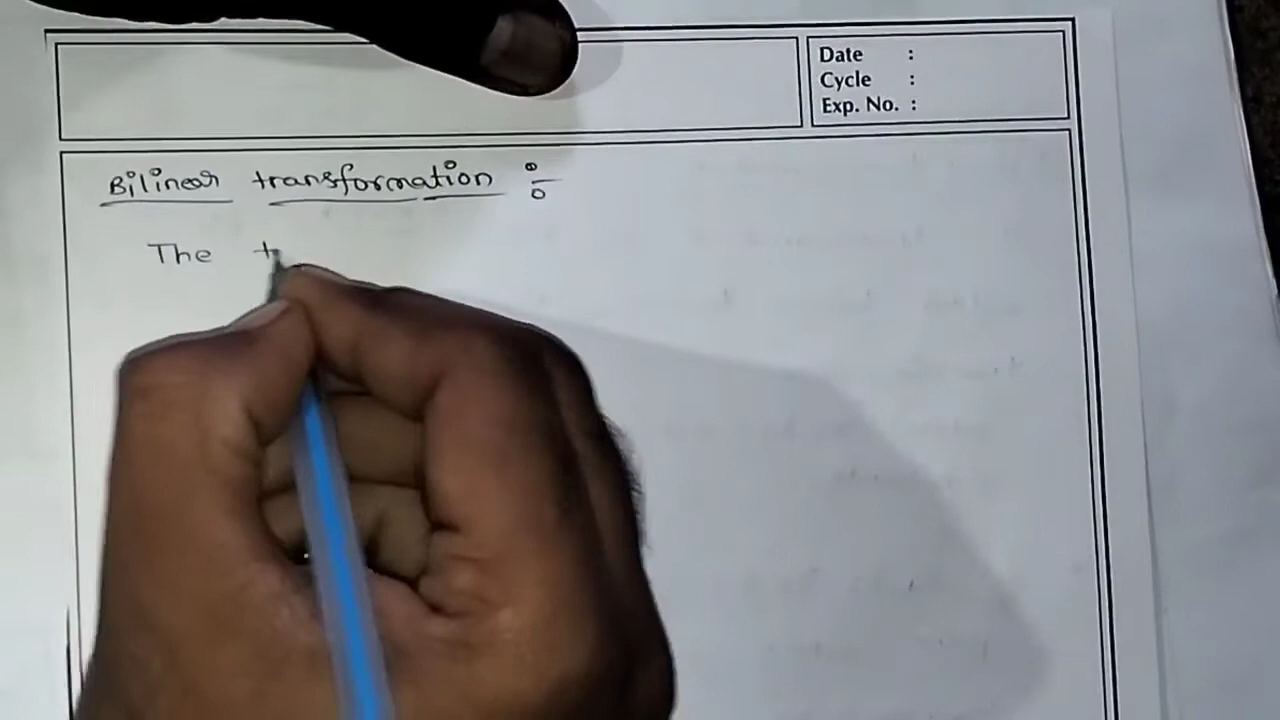 Date :
Cycle :
Exp. No. :
Bilinear transformation :
The